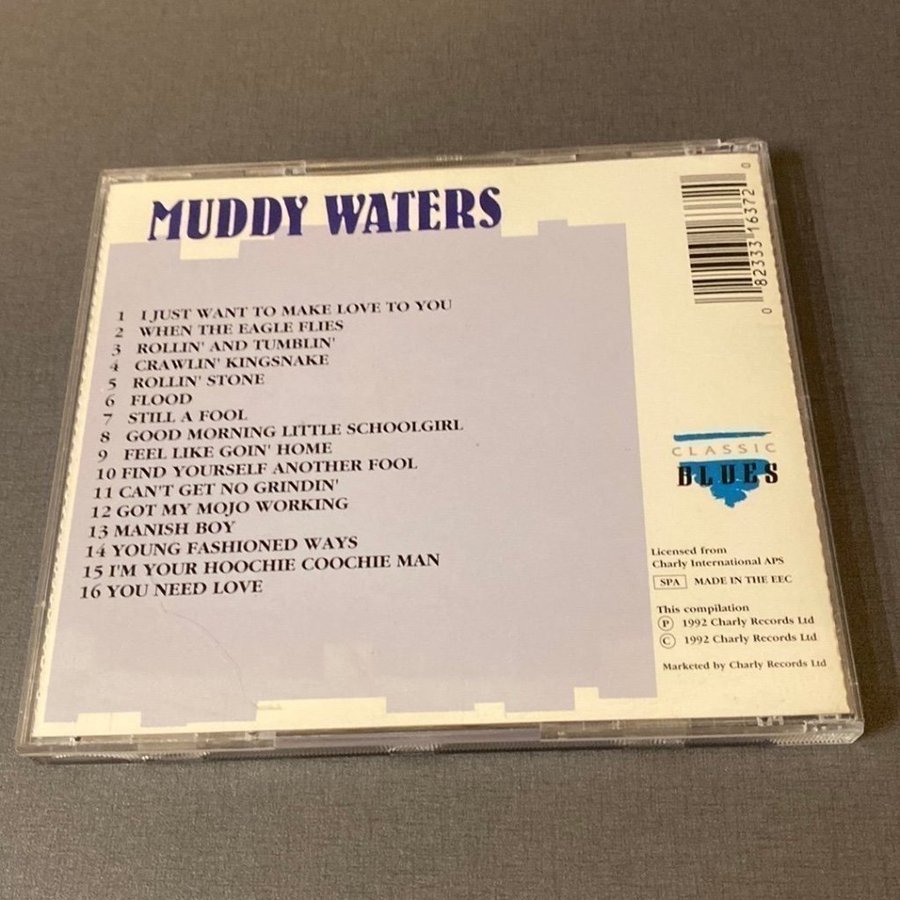 MUDDY WATERS
1 I JUST WANT TO MAKE LOVE TO YOU
2 WHEN THE EAGLE FLIES
3 ROLLIN' AND TUMBLIN'
4 CRAWLIN' KINGSNAKE
5 ROLLIN' STONE
6 FLOOD
7 STILL A FOOL
8 GOOD MORNING LITTLE SCHOOLGIRL
9 FEEL LIKE GOIN' HOME
10 FIND YOURSELF ANOTHER FOOL
11 CAN'T GET NO GRINDIN'
12 GOT MY MOJO WORKING
13 MANISH BOY
14 YOUNG FASHIONED WAYS
15 I'M YOUR HOOCHIE COOCHIE MAN
16 YOU NEED LOVE
0 82333 16372 0
CLASSIC
BLUES
Licensed from
Charly International APS
SPA MADE IN THE EEC
This compilation
℗ 1992 Charly Records Ltd
© 1992 Charly Records Ltd
Marketed by Charly Records Ltd